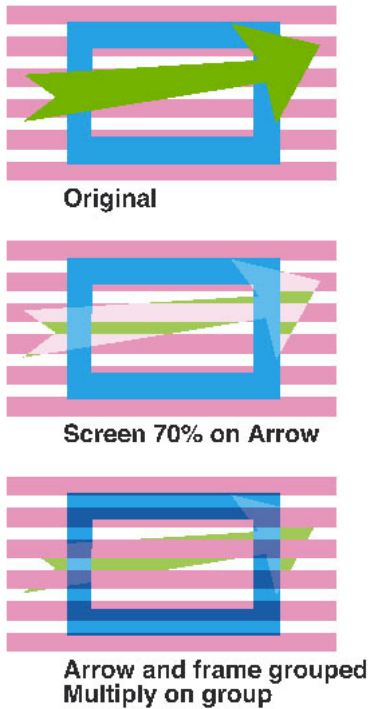 Original
Screen 70% on Arrow
Arrow and frame grouped
Multiply on group